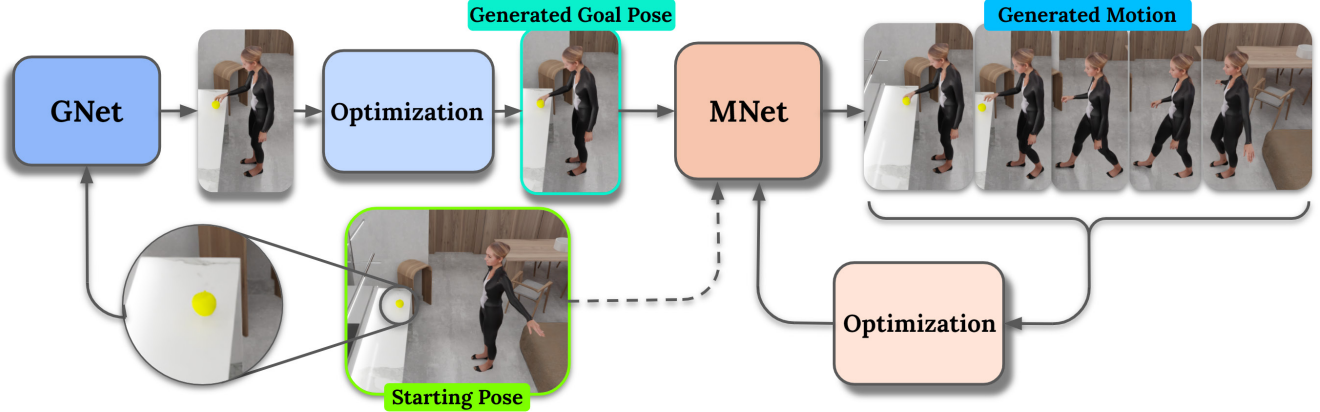 Generated Goal Pose
Generated Motion
GNet
Optimization
MNet
Optimization
Starting Pose